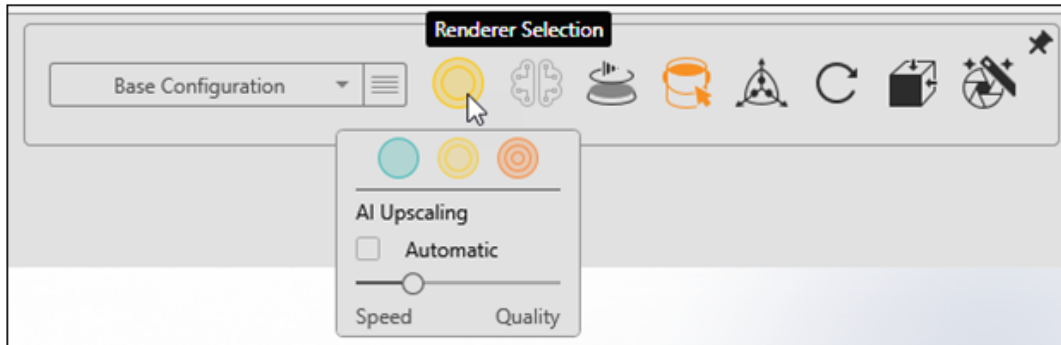 Renderer Selection
Base Configuration
AI Upscaling
Automatic
Speed Quality